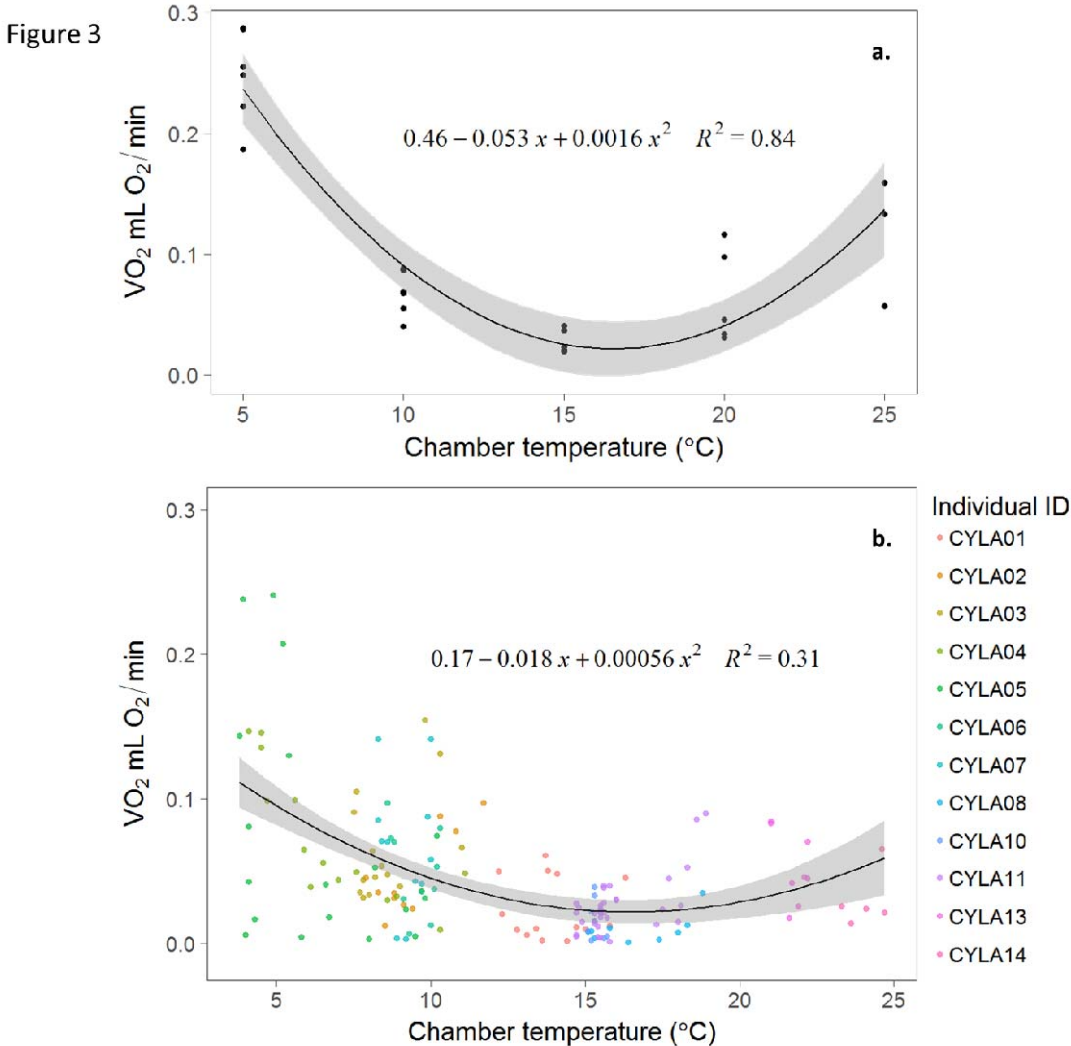 Figure 3
a.
0.46 − 0.053 x + 0.0016 x² R² = 0.84
VO₂ mL O₂/ min
0.3
0.2
0.1
0.0
5 10 15 20 25
Chamber temperature (°C)
b.
0.17 − 0.018 x + 0.00056 x² R² = 0.31
VO₂ mL O₂/ min
0.3
0.2
0.1
0.0
5 10 15 20 25
Chamber temperature (°C)
Individual ID
CYLA01
CYLA02
CYLA03
CYLA04
CYLA05
CYLA06
CYLA07
CYLA08
CYLA10
CYLA11
CYLA13
CYLA14